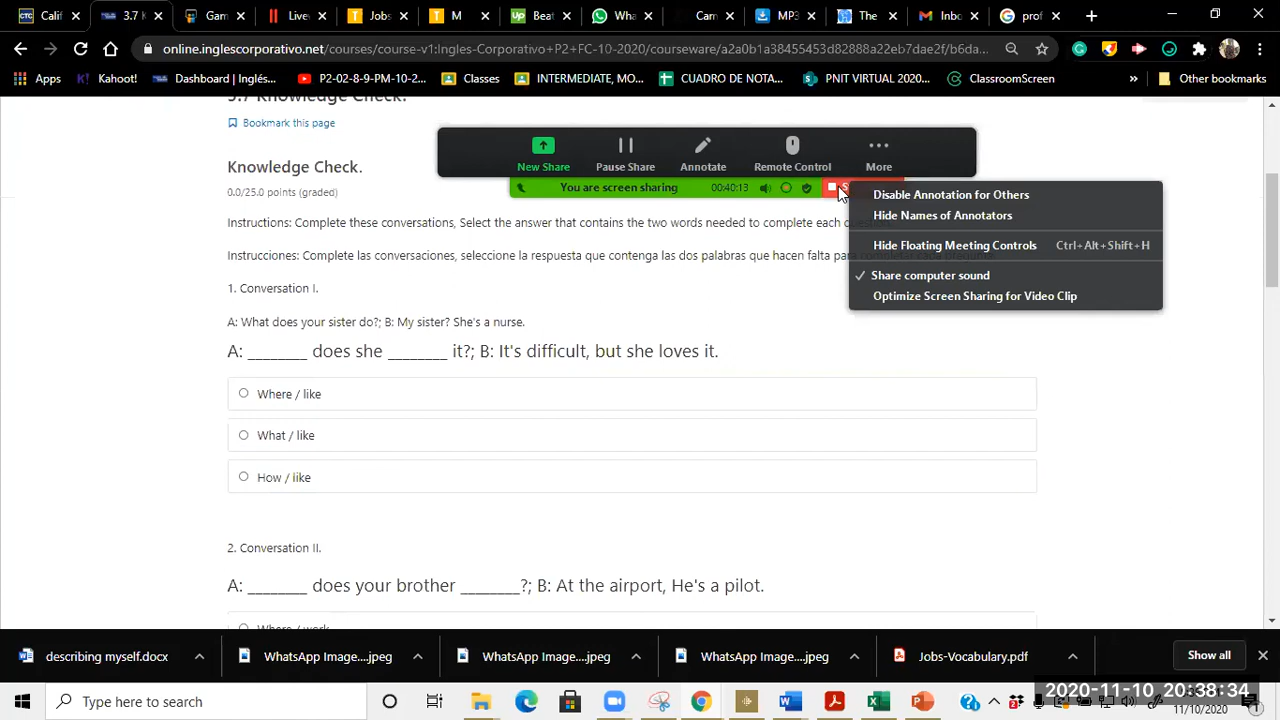 Calif
3.7 K
Gam
Live
Jobs
M
Beat
Wha
Carr
MP3
The
Inbo
prof
online.inglescorporativo.net/courses/course-v1:Ingles-Corporativo+P2+FC-10-2020/courseware/a2a0b1a38455453d82888a22eb7dae2f/b6da...
Apps
Kahoot!
Dashboard | Inglés...
P2-02-8-9-PM-10-2...
Classes
INTERMEDIATE, MO...
CUADRO DE NOTA...
PNIT VIRTUAL 2020...
ClassroomScreen
»
Other bookmarks
3.7 Knowledge Check.
Bookmark this page
New Share
Pause Share
Annotate
Remote Control
More
You are screen sharing
00:40:13
Disable Annotation for Others
Hide Names of Annotators
Hide Floating Meeting Controls Ctrl+Alt+Shift+H
Share computer sound
Optimize Screen Sharing for Video Clip
Knowledge Check.
0.0/25.0 points (graded)
Instructions: Complete these conversations, Select the answer that contains the two words needed to complete each
Instrucciones: Complete las conversaciones, seleccione la respuesta que contenga las dos palabras que hacen falta para
1. Conversation I.
A: What does your sister do?; B: My sister? She's a nurse.
A: _______ does she _______ it?; B: It's difficult, but she loves it.
Where / like
What / like
How / like
2. Conversation II.
A: _______ does your brother _______?; B: At the airport, He's a pilot.
Where / work
describing myself.docx
WhatsApp Image....jpeg
WhatsApp Image....jpeg
WhatsApp Image....jpeg
Jobs-Vocabulary.pdf
Show all
Type here to search
2020-11-10 20:38:34
11/10/2020